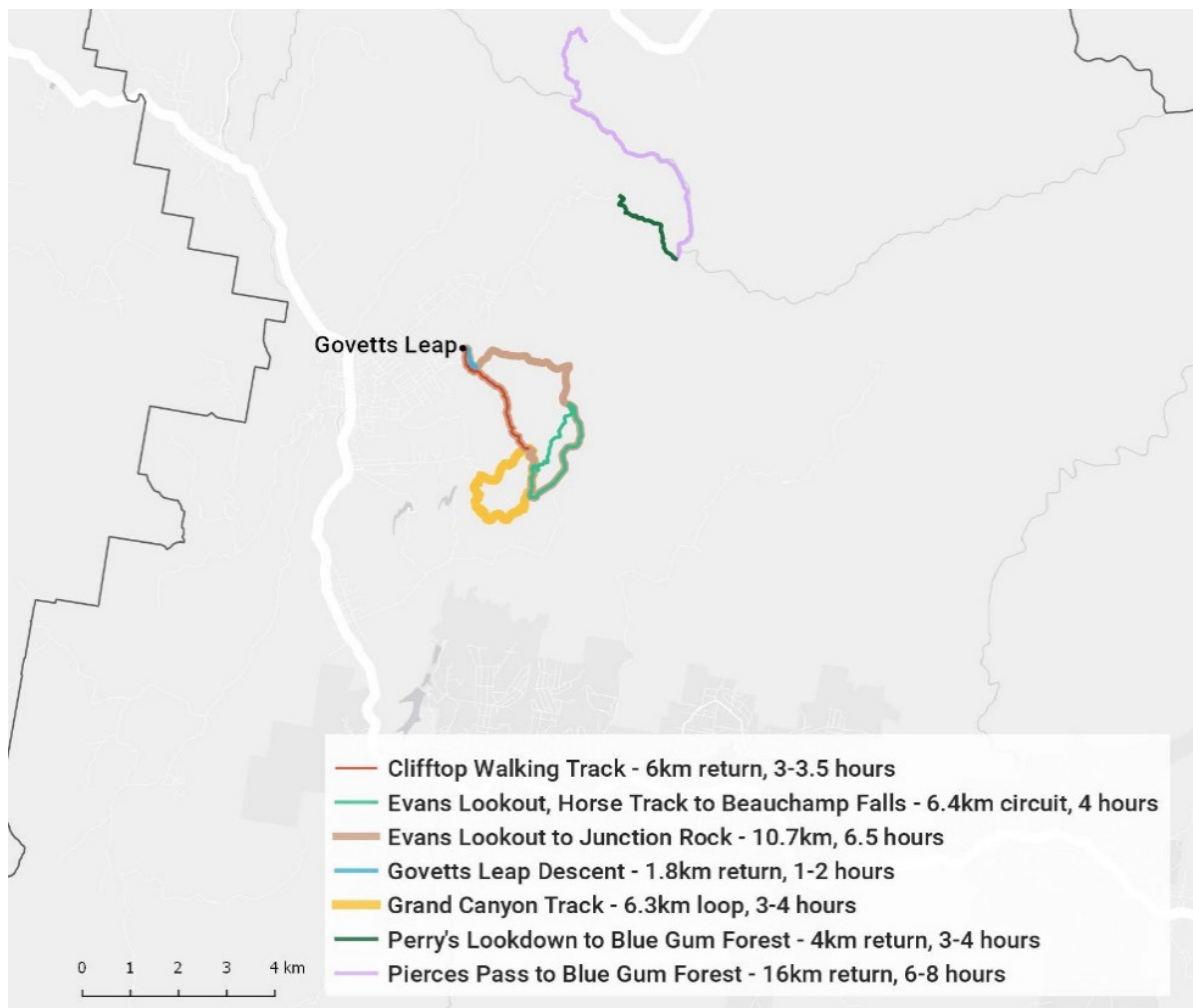 Govetts Leap
Clifftop Walking Track - 6km return, 3-3.5 hours
Evans Lookout, Horse Track to Beauchamp Falls - 6.4km circuit, 4 hours
Evans Lookout to Junction Rock - 10.7km, 6.5 hours
Govetts Leap Descent - 1.8km return, 1-2 hours
Grand Canyon Track - 6.3km loop, 3-4 hours
Perry's Lookdown to Blue Gum Forest - 4km return, 3-4 hours
Pierces Pass to Blue Gum Forest - 16km return, 6-8 hours
0 1 2 3 4 km